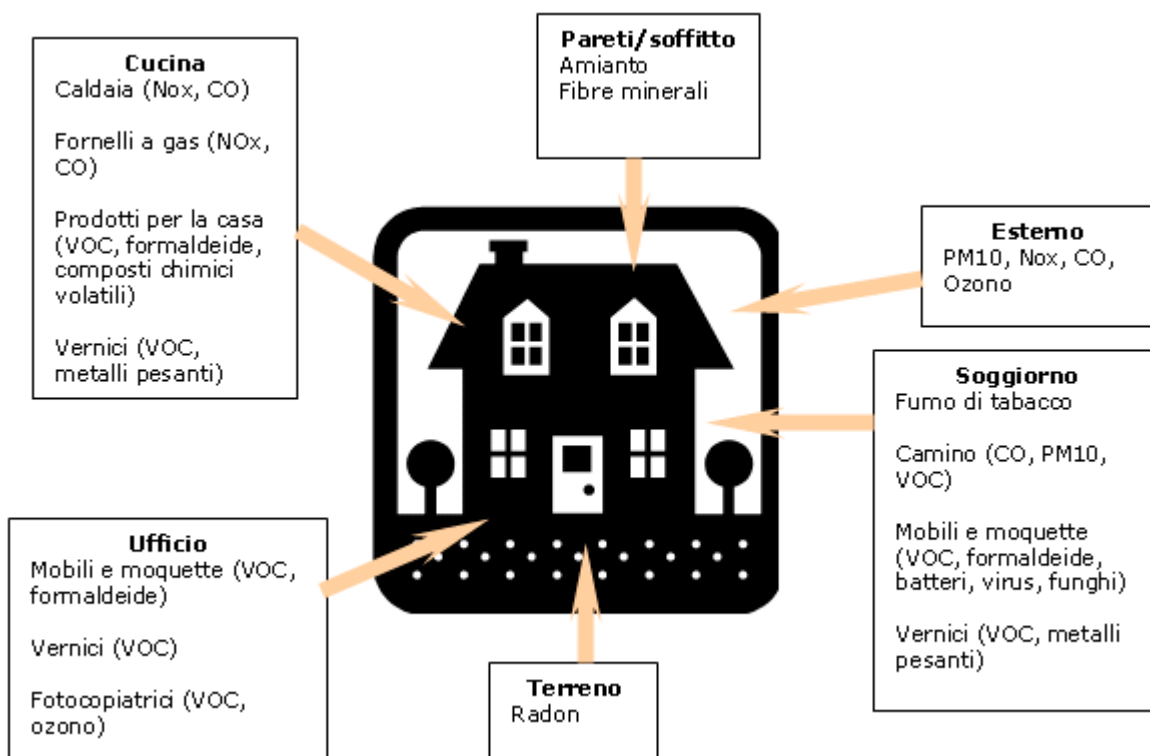 Cucina
Caldaia (Nox, CO)
Fornelli a gas (NOx,
CO)
Prodotti per la casa
(VOC, formaldeide,
composti chimici
volatili)
Vernici (VOC,
metalli pesanti)
Pareti/soffitto
Amianto
Fibre minerali
Esterno
PM10, Nox, CO,
Ozono
Soggiorno
Fumo di tabacco
Camino (CO, PM10,
VOC)
Mobili e moquette
(VOC, formaldeide,
batteri, virus, funghi)
Vernici (VOC, metalli
pesanti)
Ufficio
Mobili e moquette (VOC,
formaldeide)
Vernici (VOC)
Fotocopiatrici (VOC,
ozono)
Terreno
Radon